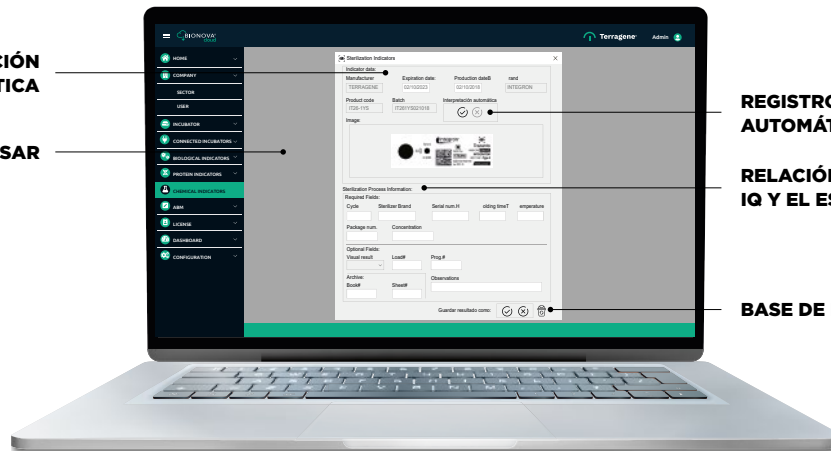 BIONOVA
cloud
Terragene
Admin
CIÓN
TICA
SAR
HOME
COMPANY
SECTOR
USER
INCUBATOR
CONNECTED INCUBATORS
BIOLOGICAL INDICATORS
PROTEIN INDICATORS
CHEMICAL INDICATORS
ABM
LICENSE
DASHBOARD
CONFIGURATION
Sterilization Indicators
Indicator data:
Manufacturer Expiration date: Production dateB rand
TERRAGENE 02/10/2023 02/10/2018 INTEGRON
Product code Batch Interpretación automática
IT26-1YS IT26IYS021018
Image:
Sterilization Process Information:
Required Fields:
Cycle Sterilizer Brand Serial num.H olding timeT emperature
Package num. Concentration
Optional Fields:
Visual result Load# Prog.#
Archive: Observations
Book# Sheet#
Guardar resultado como:
REGISTRO
AUTOMÁT
RELACIÓN
IQ Y EL ES
BASE DE